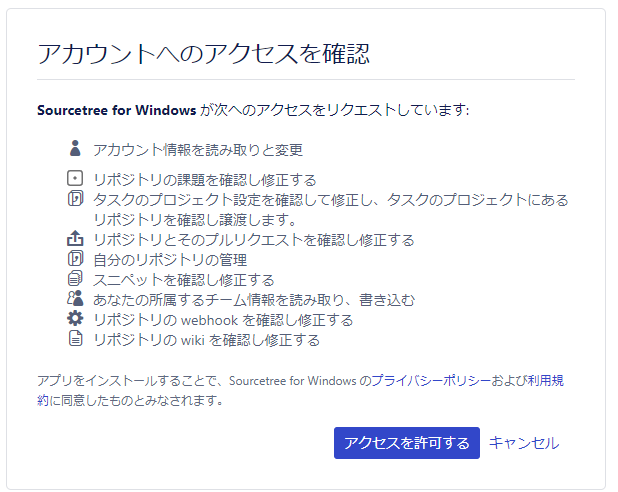 アカウントへのアクセスを確認
Sourcetree for Windows が次へのアクセスをリクエストしています:
アカウント情報を読み取りと変更
リポジトリの課題を確認し修正する
タスクのプロジェクト設定を確認して修正し、タスクのプロジェクトにある
リポジトリを確認し譲渡します。
リポジトリとそのプルリクエストを確認し修正する
自分のリポジトリの管理
スニペットを確認し修正する
あなたの所属するチーム情報を読み取り、書き込む
リポジトリの webhook を確認し修正する
リポジトリの wiki を確認し修正する
アプリをインストールすることで、Sourcetree for Windows のプライバシーポリシーおよび利用規
約に同意したものとみなされます。
アクセスを許可する キャンセル